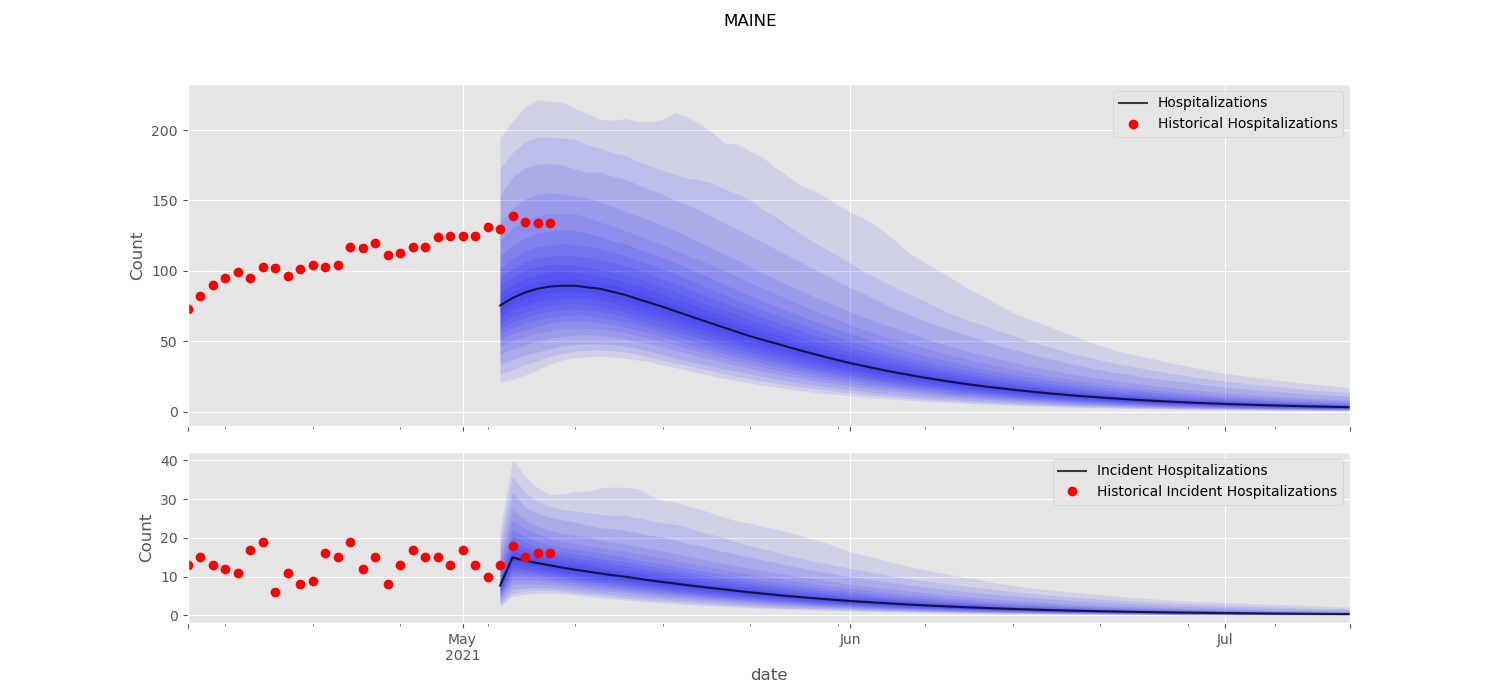 MAINE
Hospitalizations
Historical Hospitalizations
200
150
100
50
0
Count
Incident Hospitalizations
Historical Incident Hospitalizations
40
30
20
10
0
Count
May
2021
Jun
Jul
date